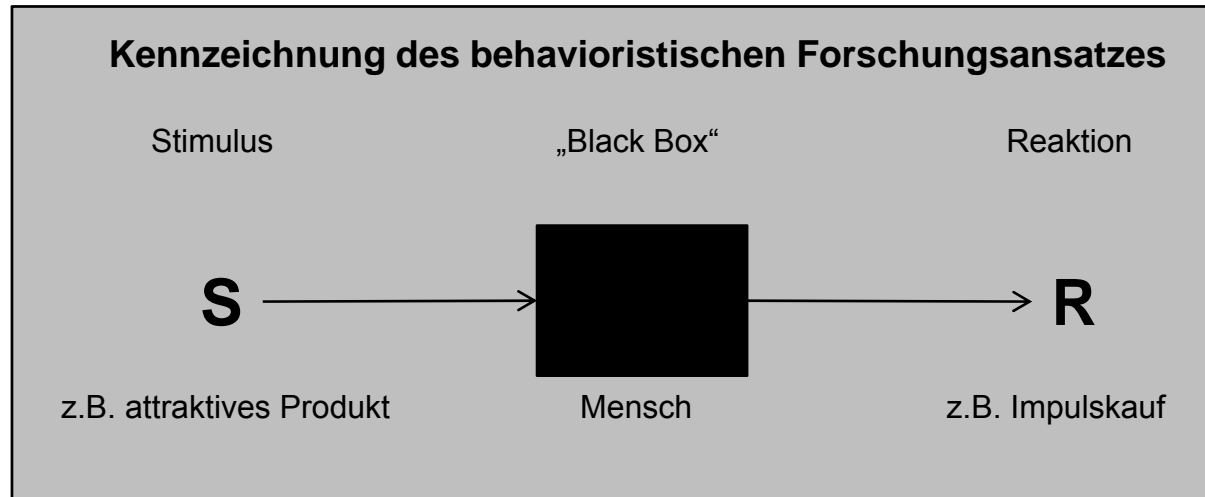 Kennzeichnung des behavioristischen Forschungsansatzes
Stimulus
„Black Box“
Reaktion
S
R
z.B. attraktives Produkt
Mensch
z.B. Impulskauf